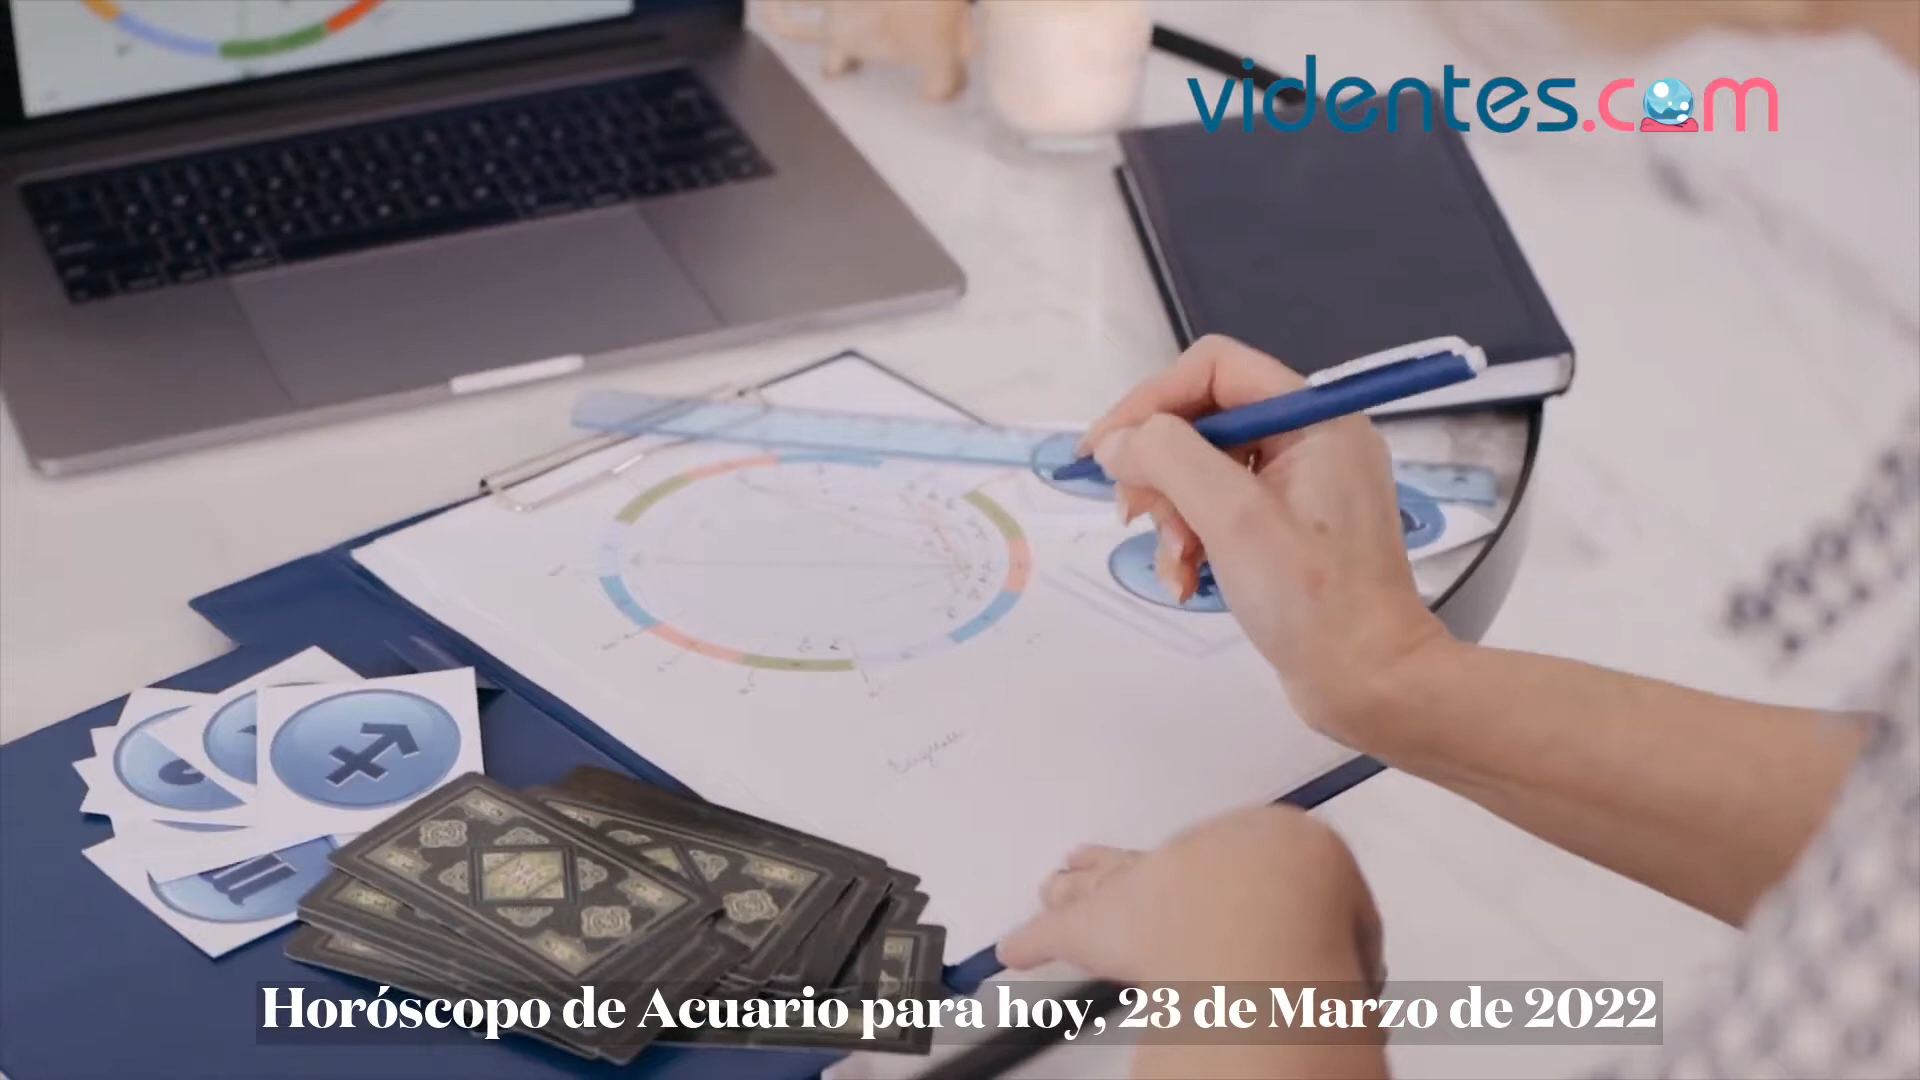 videntes.com
Horóscopo de Acuario para hoy, 23 de Marzo de 2022